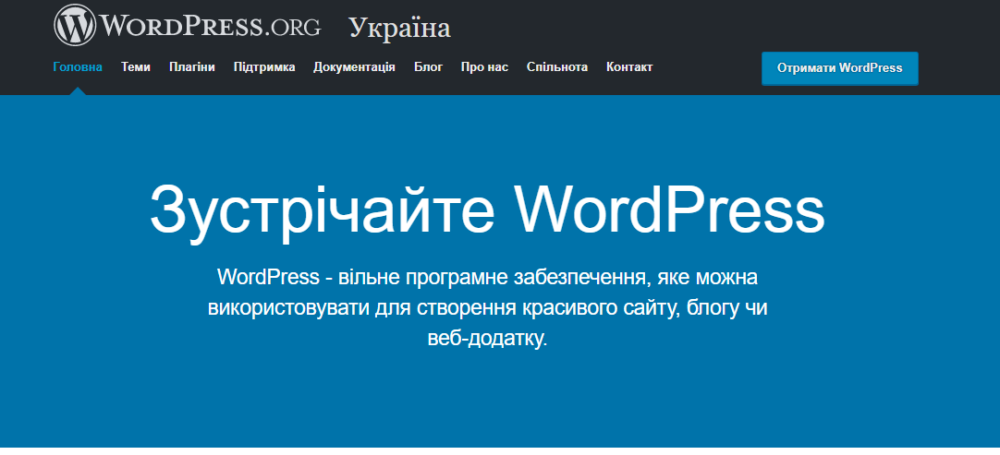 WORDPRESS.ORG Україна
Головна Теми Плагіни Підтримка Документація Блог Про нас Спільнота Контакт Отримати WordPress
Зустрічайте WordPress
WordPress - вільне програмне забезпечення, яке можна
використовувати для створення красивого сайту, блогу чи
веб-додатку.